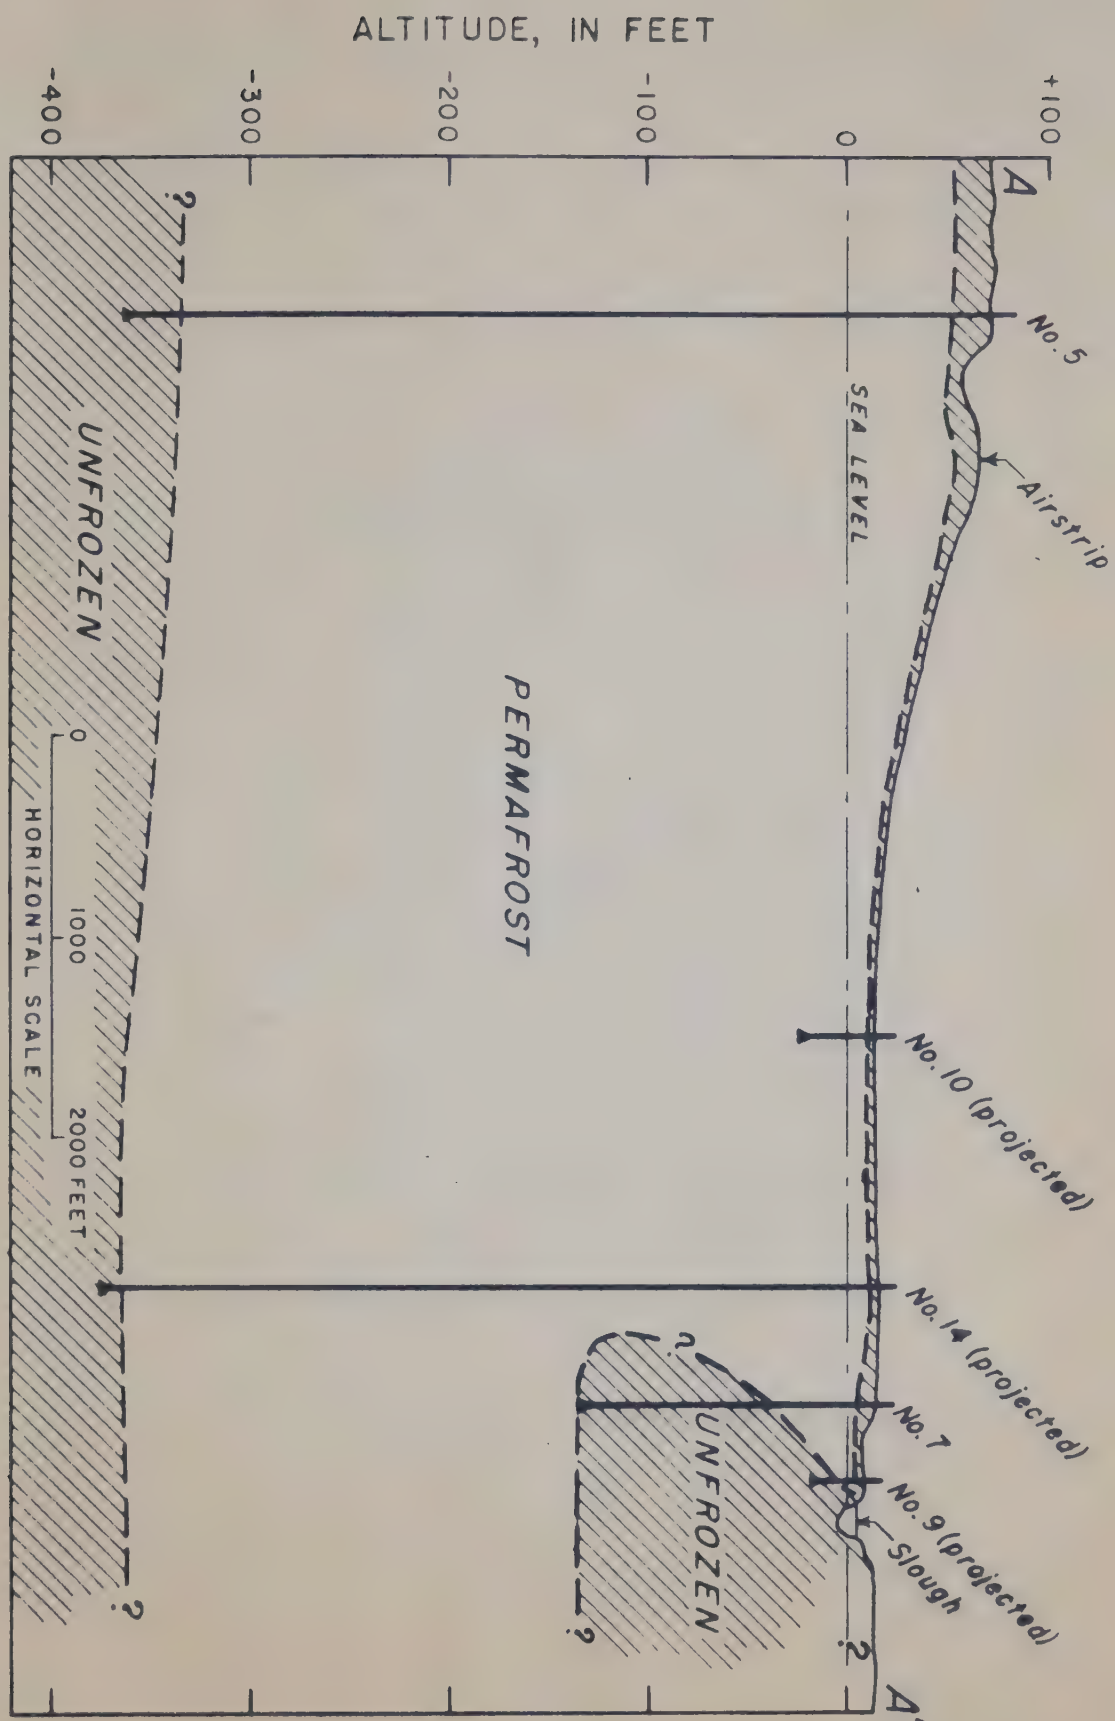 ALTITUDE, IN FEET
+100
0
-100
-200
-300
-400
A
A'
No. 5
Airstrip
No. 10 (projected)
No. 14 (projected)
No. 7
No. 9 (projected)
Slough
SEA LEVEL
?
PERMAFROST
?
UNFROZEN
?
?
UNFROZEN
?
0 1000 2000 FEET
HORIZONTAL SCALE